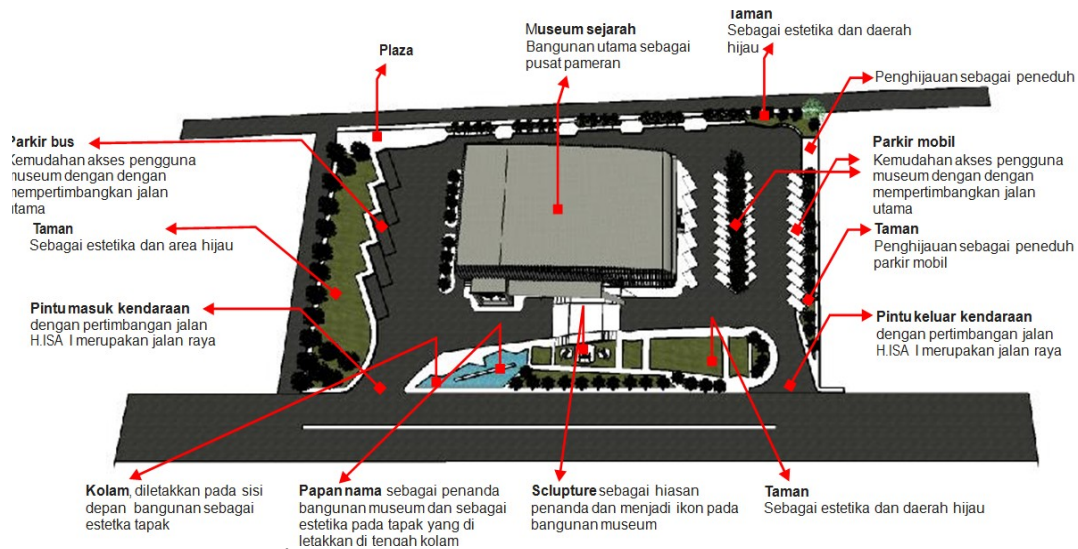 Plaza
Museum sejarah
Bangunan utama sebagai
pusat pameran
Taman
Sebagai estetika dan daerah
hijau
Penghijauan sebagai peneduh
Parkir bus
Kemudahan akses pengguna
museum dengan dengan
mempertimbangkan jalan
utama
Taman
Sebagai estetika dan area hijau
Pintu masuk kendaraan
dengan pertimbangan jalan
H.ISA I merupakan jalan raya
Parkir mobil
Kemudahan akses pengguna
museum dengan dengan
mempertimbangkan jalan
utama
Taman
Penghijauan sebagai peneduh
parkir mobil
Pintu keluar kendaraan
dengan pertimbangan jalan
H.ISA I merupakan jalan raya
Kolam, diletakkan pada sisi
depan bangunan sebagai
estetka tapak
Papan nama sebagai penanda
bangunan museum dan sebagai
estetika pada tapak yang di
letakkan di tengah kolam
Sclupture sebagai hiasan
penanda dan menjadi ikon pada
bangunan museum
Taman
Sebagai estetika dan daerah hijau